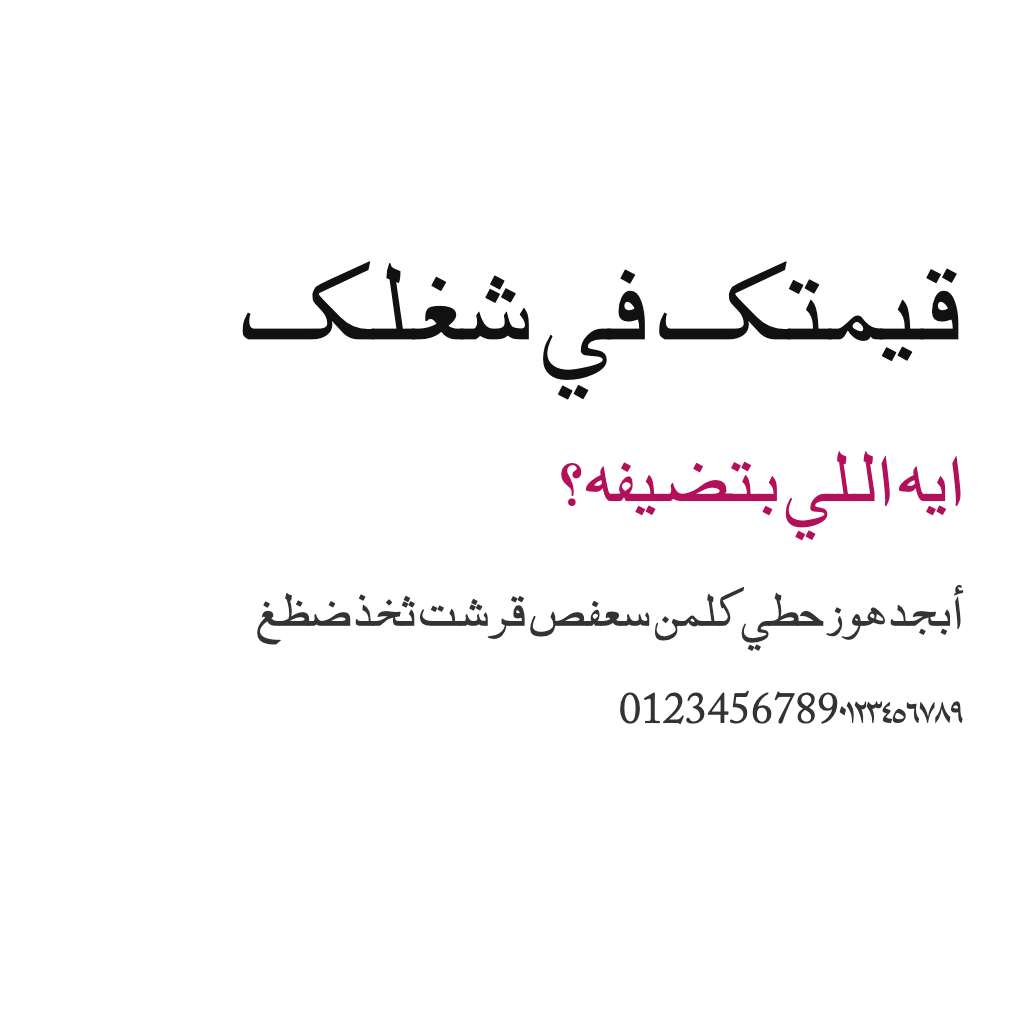 قيمتك في شغلك
ايه اللي بتضيفه؟
أبجد هوز حطي كلمن سعفص قرشت ثخذ ضظغ
0123456789٠١٢٣٤٥٦٧٨٩